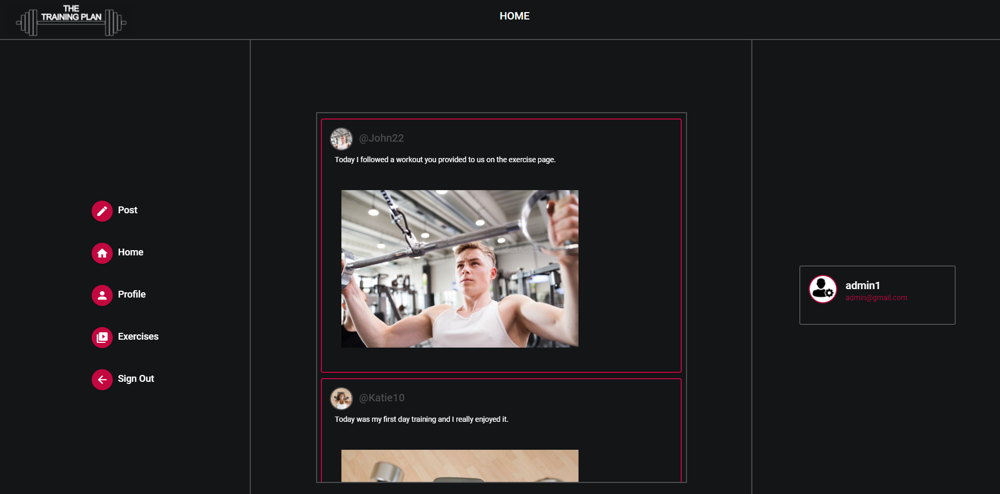 THE
TRAINING PLAN
HOME
Post
Home
Profile
Exercises
Sign Out
@John22
Today I followed a workout you provided to us on the exercise page.
@Katie10
Today was my first day training and I really enjoyed it.
admin1
admin@gmail.com